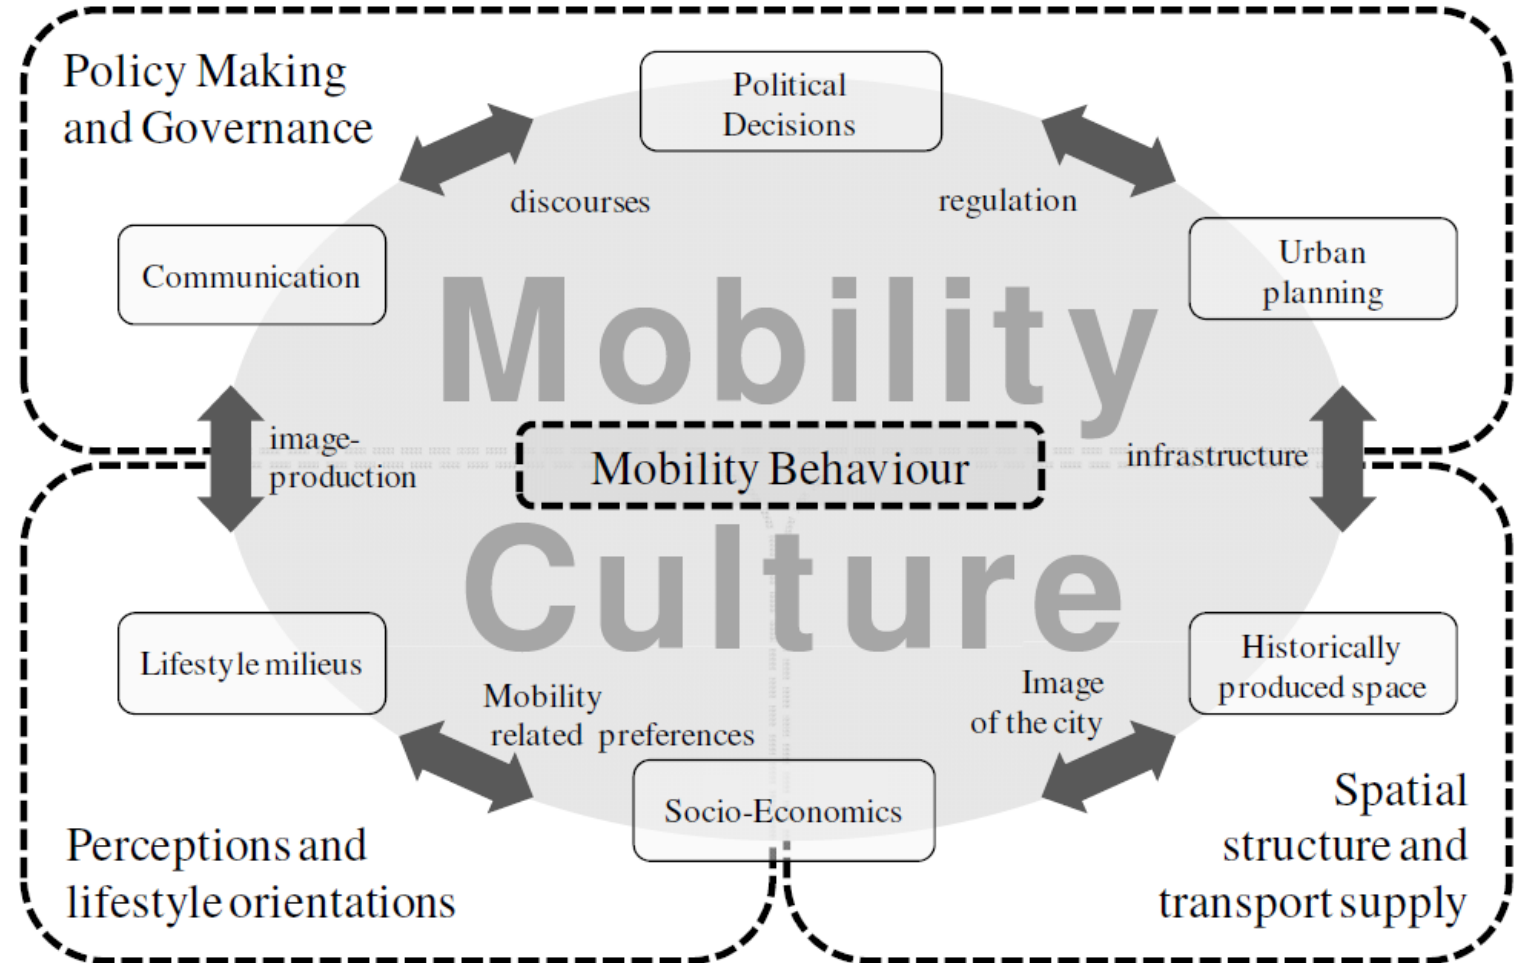 Policy Making
and Governance
Political
Decisions
discourses
regulation
Communication
Urban
planning
Mobility
image-
production
Mobility Behaviour
infrastructure
Culture
Lifestyle milieus
Historically
produced space
Mobility
related preferences
Image
of the city
Socio-Economics
Perceptions and
lifestyle orientations
Spatial
structure and
transport supply